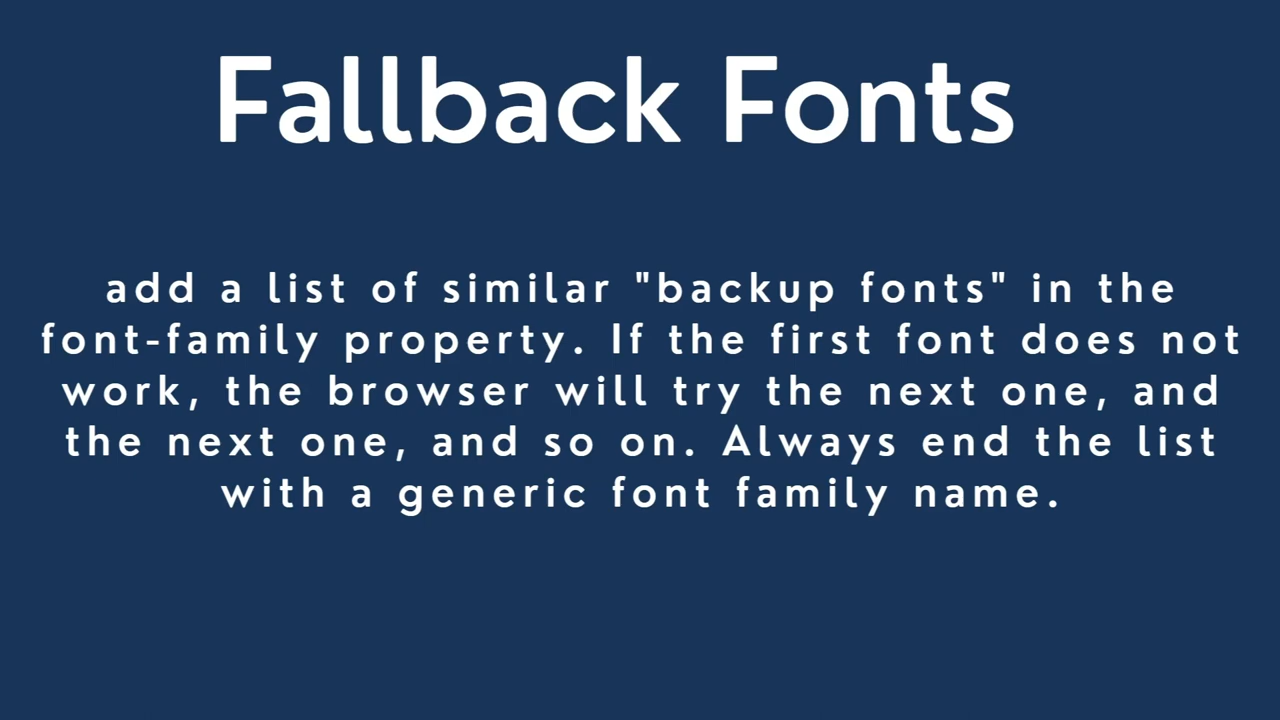 Fallback Fonts
add a list of similar "backup fonts" in the
font-family property. If the first font does not
work, the browser will try the next one, and
the next one, and so on. Always end the list
with a generic font family name.